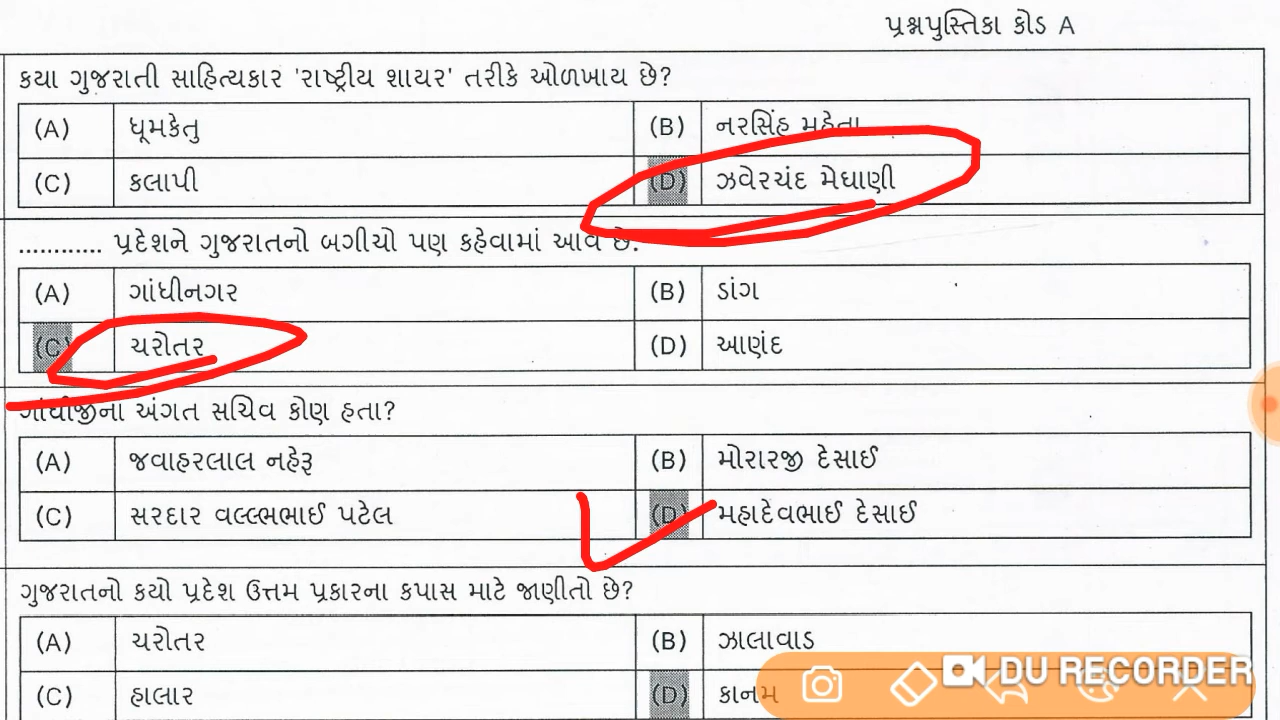 પ્રશ્નપુસ્તિકા કોડ A
કયા ગુજરાતી સાહિત્યકાર 'રાષ્ટ્રીય શાયર' તરીકે ઓળખાય છે?
(A) ધૂમકેતુ (B) નરસિંહ મહેતા
(C) કલાપી (D) ઝવેરચંદ મેઘાણી
............ પ્રદેશને ગુજરાતનો બગીચો પણ કહેવામાં આવે છે.
(A) ગાંધીનગર (B) ડાંગ
(C) ચરોતર (D) આણંદ
ગાંધીજીના અંગત સચિવ કોણ હતા?
(A) જવાહરલાલ નહેરૂ (B) મોરારજી દેસાઈ
(C) સરદાર વલ્લભભાઈ પટેલ (D) મહાદેવભાઈ દેસાઈ
ગુજરાતનો કયો પ્રદેશ ઉત્તમ પ્રકારના કપાસ માટે જાણીતો છે?
(A) ચરોતર (B) ઝાલાવાડ
(C) હાલાર (D) કાનમ
DU RECORDER